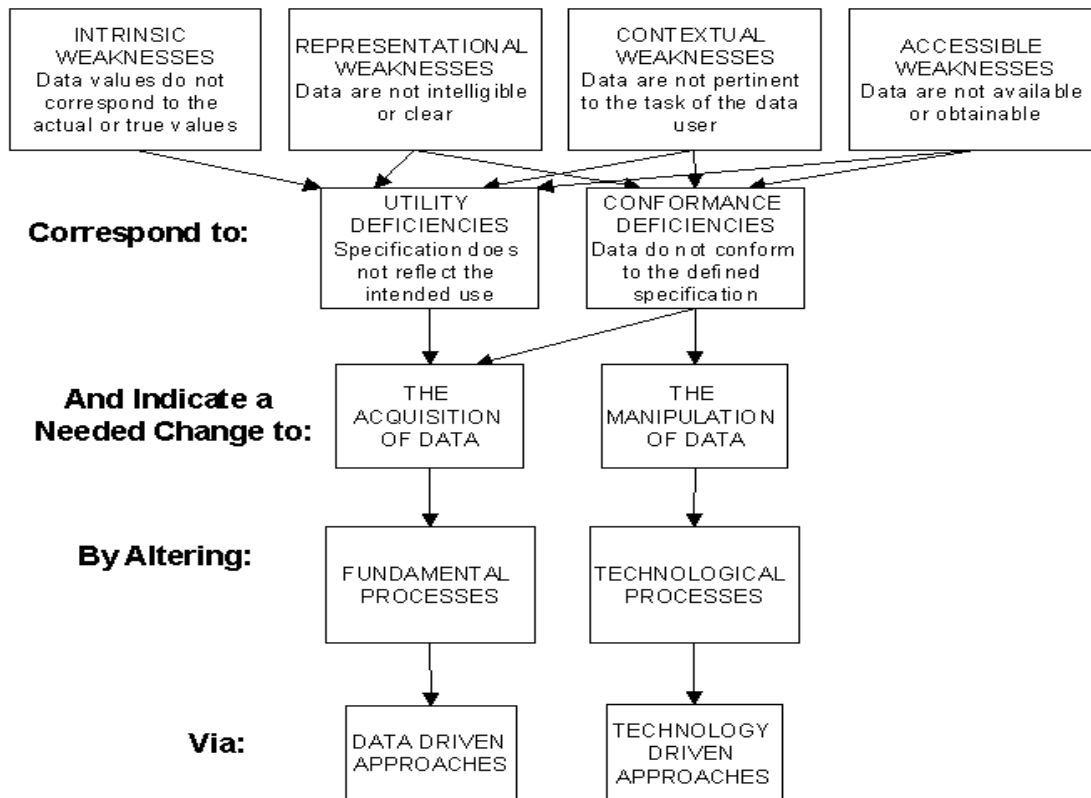 INTRINSIC
WEAKNESSES
Data values do not
correspond to the
actual or true values
REPRESENTATIONAL
WEAKNESSES
Data are not intelligible
or clear
CONTEXTUAL
WEAKNESSES
Data are not pertinent
to the task of the data
user
ACCESSIBLE
WEAKNESSES
Data are not available
or obtainable
Correspond to:
UTILITY
DEFICIENCIES
Specification does
not reflect the
intended use
CONFORMANCE
DEFICIENCIES
Data do not conform
to the defined
specification
And Indicate a
Needed Change to:
THE
ACQUISITION
OF DATA
THE
MANIPULATION
OF DATA
By Altering:
FUNDAMENTAL
PROCESSES
TECHNOLOGICAL
PROCESSES
Via:
DATA DRIVEN
APPROACHES
TECHNOLOGY
DRIVEN
APPROACHES